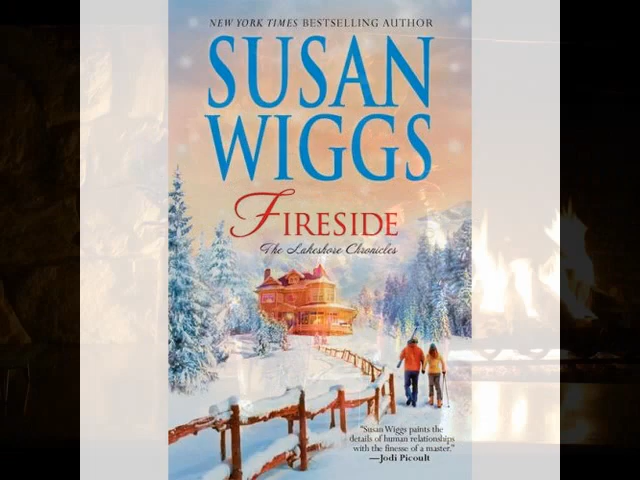 NEW YORK TIMES BESTSELLING AUTHOR
SUSAN
WIGGS
FIRESIDE
The Lakeshore Chronicles
"Susan Wiggs paints the
details of human relationships
with the finesse of a master."
—Jodi Picoult